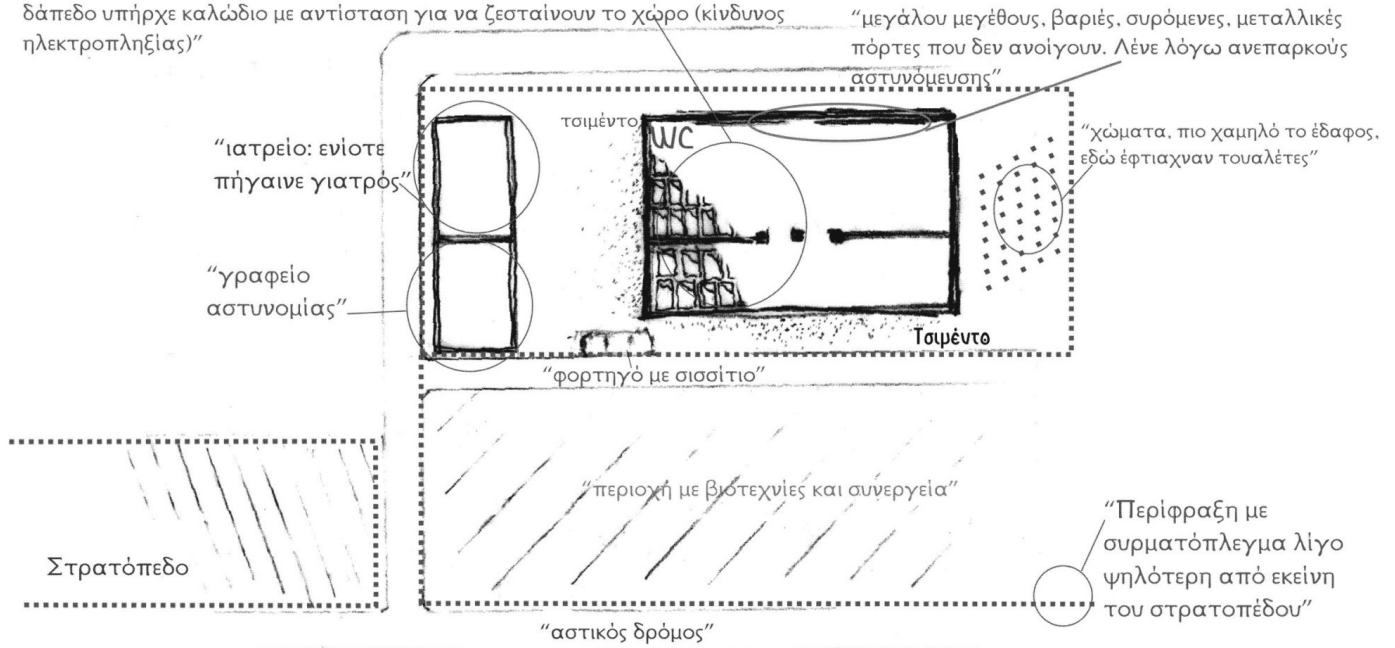 δάπεδο υπήρχε καλώδιο με αντίσταση για να ζεσταίνουν το χώρο (κίνδυνος
ηλεκτροπληξίας)”
“μεγάλου μεγέθους, βαριές, συρόμενες, μεταλλικές
πόρτες που δεν ανοίγουν. Λένε λόγω ανεπαρκούς
αστυνόμευσης”
τσιμέντο
WC
“χώματα, πιο χαμηλό το έδαφος,
εδώ έφτιαχναν τουαλέτες”
“ιατρείο: ενίοτε
πήγαινε γιατρός”
“γραφείο
αστυνομίας”
Τσιμέντο
“φορτηγό με σισσίτιο”
“περιοχή με βιοτεχνίες και συνεργεία”
Στρατόπεδο
“Περίφραξη με
συρματόπλεγμα λίγο
ψηλότερη από εκείνη
του στρατοπέδου”
“αστικός δρόμος”